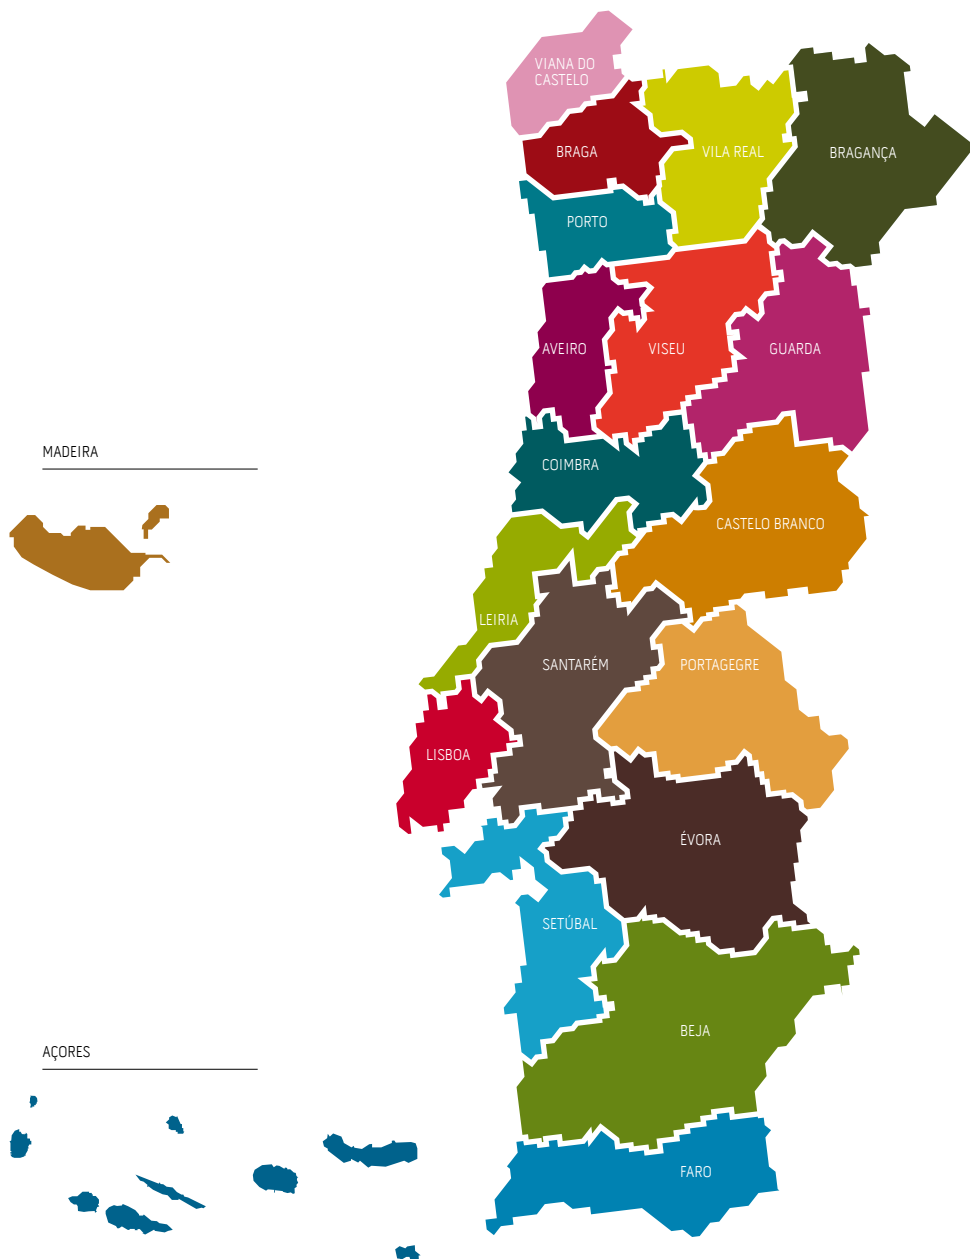 VIANA DO
CASTELO
BRAGA
VILA REAL
BRAGANÇA
PORTO
AVEIRO
VISEU
GUARDA
MADEIRA
COIMBRA
CASTELO BRANCO
LEIRIA
SANTARÉM
PORTAGEGRE
LISBOA
ÉVORA
SETÚBAL
BEJA
AÇORES
FARO